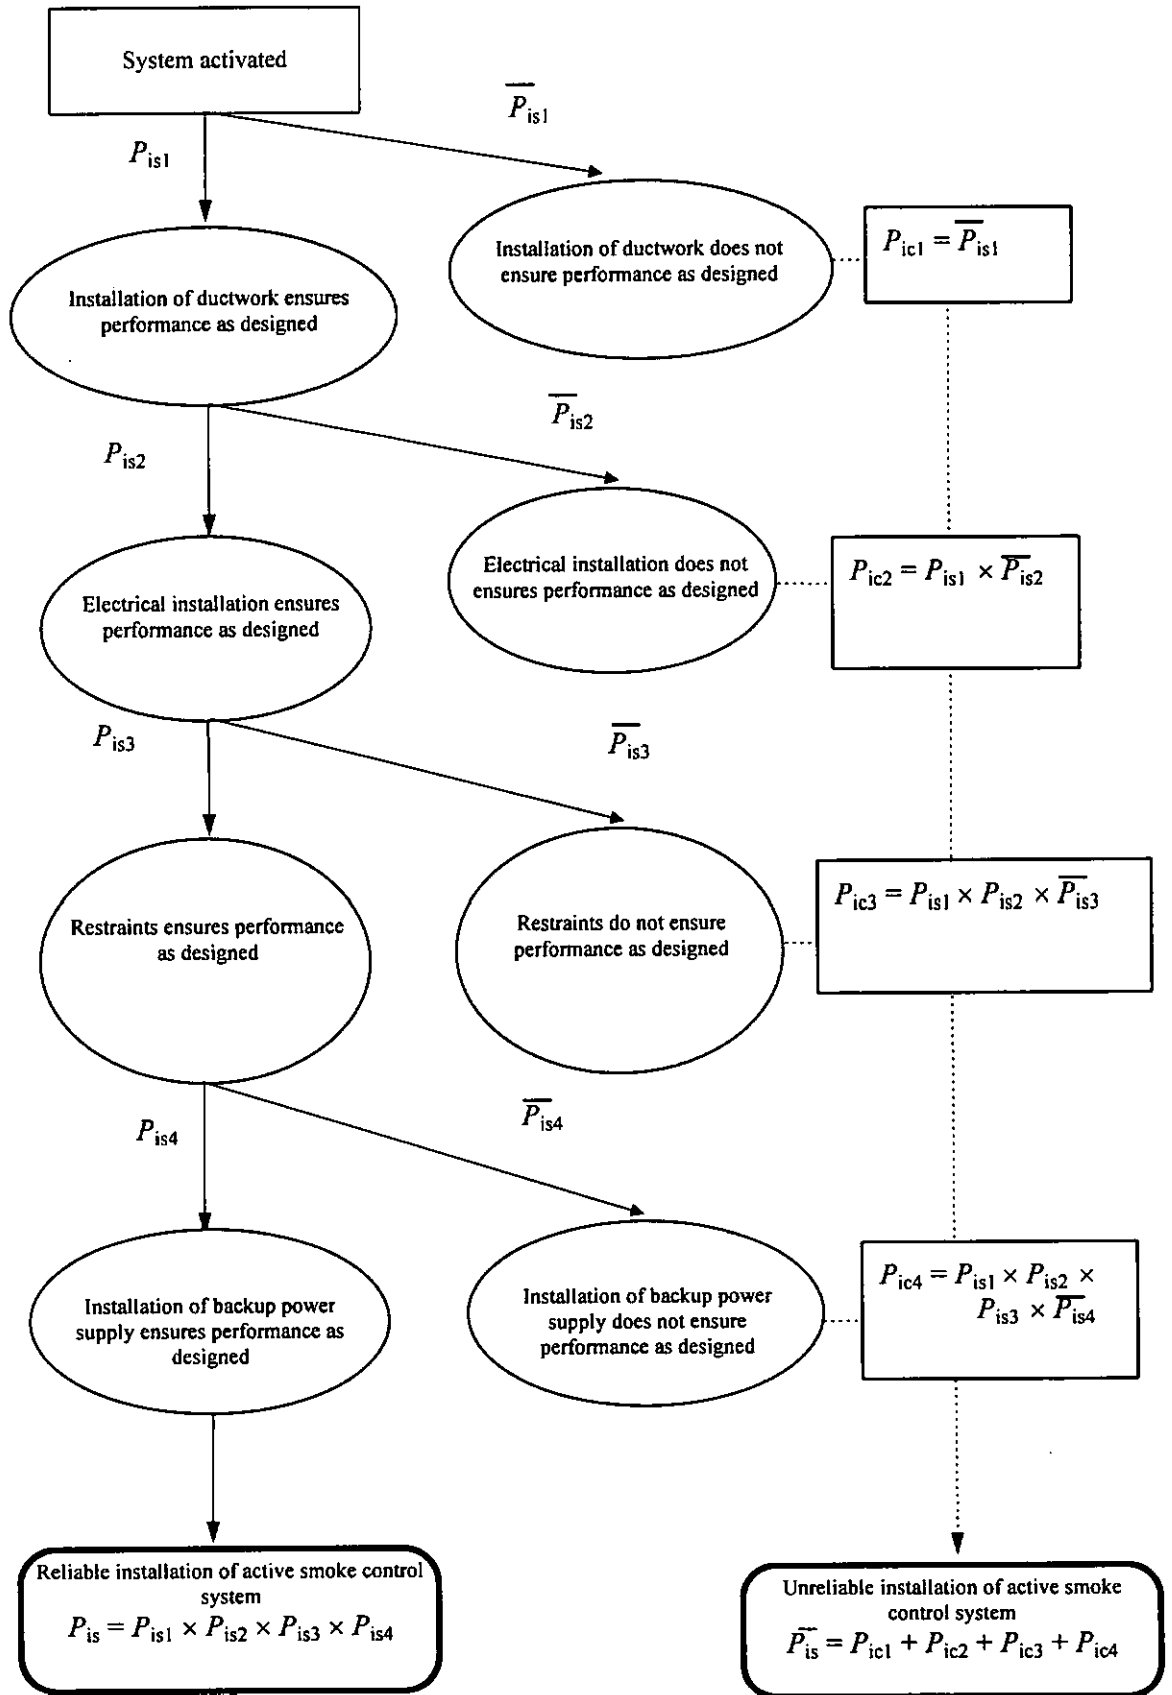 System activated
P̅is1
Pis1
Installation of ductwork does not
ensure performance as designed
Pic1 = P̅is1
Installation of ductwork ensures
performance as designed
P̅is2
Pis2
Electrical installation does not
ensures performance as designed
Pic2 = Pis1 × P̅is2
Electrical installation ensures
performance as designed
Pis3
P̅is3
Restraints ensures performance
as designed
Restraints do not ensure
performance as designed
Pic3 = Pis1 × Pis2 × P̅is3
Pis4
P̅is4
Installation of backup power
supply ensures performance as
designed
Installation of backup power
supply does not ensure
performance as designed
Pic4 = Pis1 × Pis2 ×
Pis3 × P̅is4
Reliable installation of active smoke control
system
Pis = Pis1 × Pis2 × Pis3 × Pis4
Unreliable installation of active smoke
control system
P̅is = Pic1 + Pic2 + Pic3 + Pic4